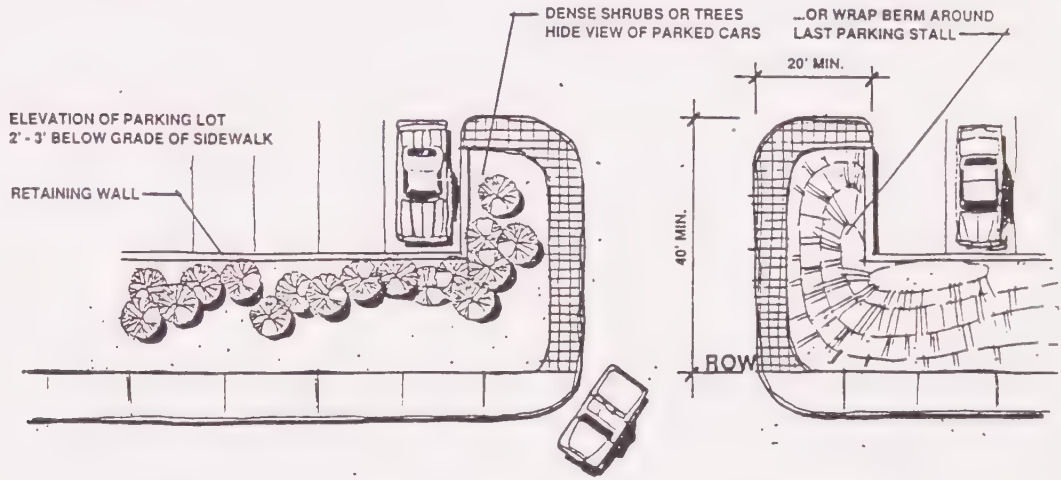 DENSE SHRUBS OR TREES
HIDE VIEW OF PARKED CARS
...OR WRAP BERM AROUND
LAST PARKING STALL
20' MIN.
ELEVATION OF PARKING LOT
2' - 3' BELOW GRADE OF SIDEWALK
RETAINING WALL
40' MIN.
ROW